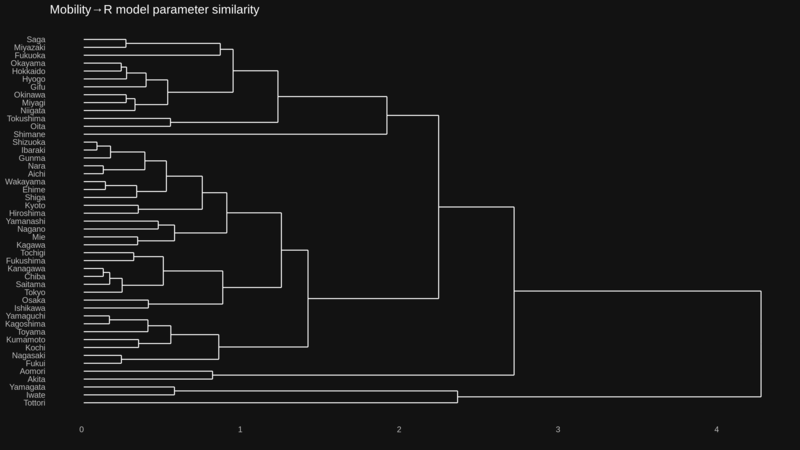 Mobility→R model parameter similarity
Saga
Miyazaki
Fukuoka
Okayama
Hokkaido
Hyogo
Gifu
Okinawa
Miyagi
Niigata
Tokushima
Oita
Shimane
Shizuoka
Ibaraki
Gunma
Nara
Aichi
Wakayama
Ehime
Shiga
Kyoto
Hiroshima
Yamanashi
Nagano
Mie
Kagawa
Tochigi
Fukushima
Kanagawa
Chiba
Saitama
Tokyo
Osaka
Ishikawa
Yamaguchi
Kagoshima
Toyama
Kumamoto
Kochi
Nagasaki
Fukui
Aomori
Akita
Yamagata
Iwate
Tottori
0 1 2 3 4